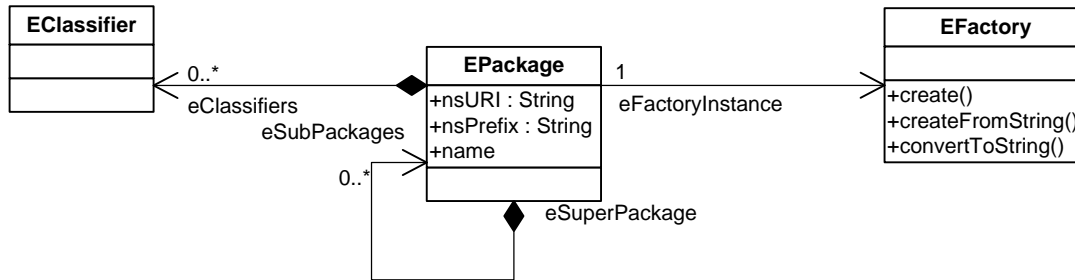 EClassifier
0..*
eClassifiers
eSubPackages
0..*
EPackage
+nsURI : String
+nsPrefix : String
+name
eSuperPackage
1
eFactoryInstance
EFactory
+create()
+createFromString()
+convertToString()